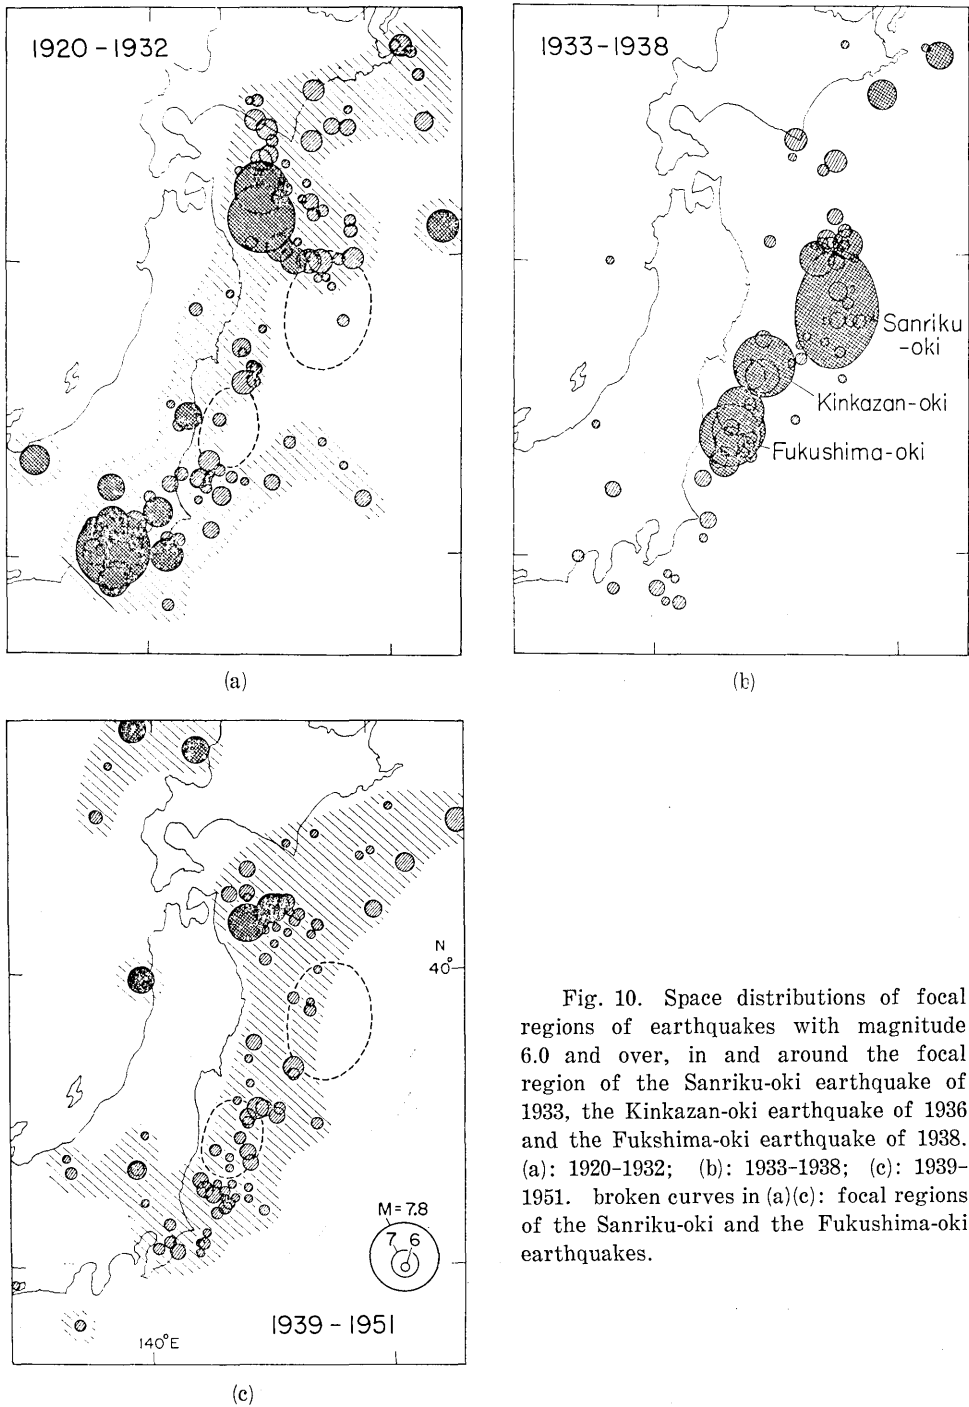 1920-1932
(a)
1933-1938
Sanriku
-oki
Kinkazan-oki
Fukushima-oki
(b)
N
40°
M=7.8
7 6
1939-1951
140°E
(c)
Fig. 10. Space distributions of focal
regions of earthquakes with magnitude
6.0 and over, in and around the focal
region of the Sanriku-oki earthquake of
1933, the Kinkazan-oki earthquake of 1936
and the Fukshima-oki earthquake of 1938.
(a): 1920-1932; (b): 1933-1938; (c): 1939-
1951. broken curves in (a)(c): focal regions
of the Sanriku-oki and the Fukushima-oki
earthquakes.